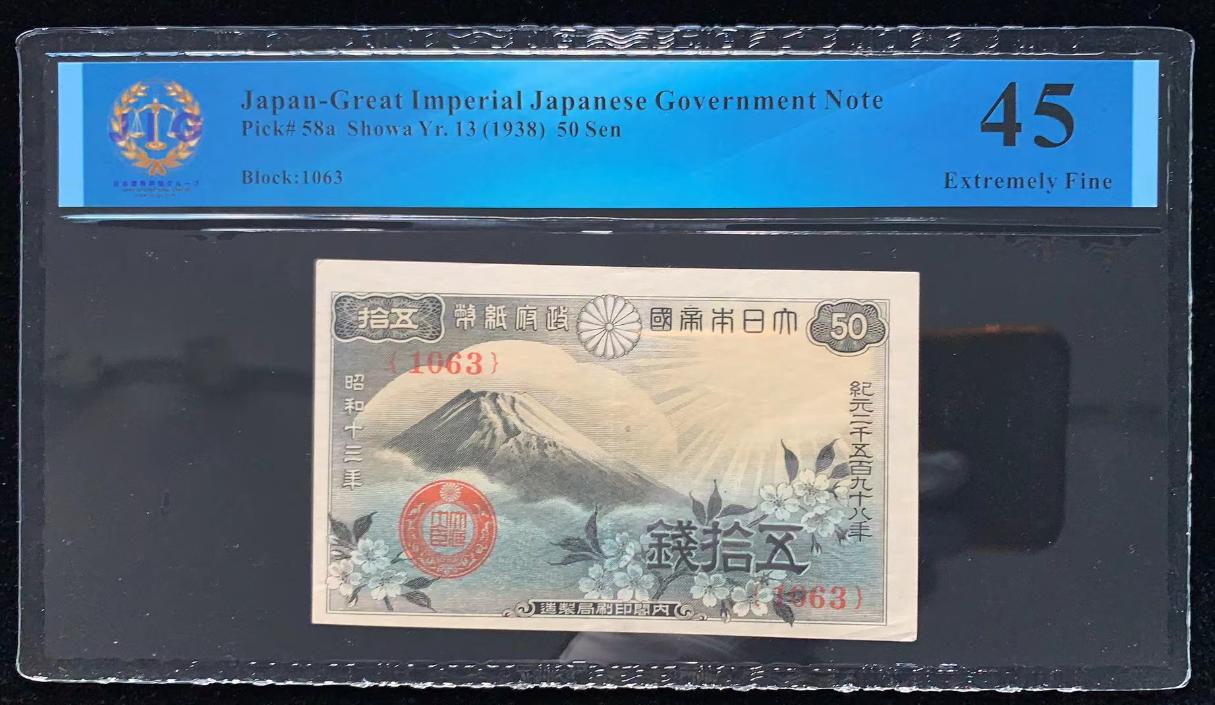 Japan-Great Imperial Japanese Government Note
Pick# 58a Showa Yr. 13 (1938) 50 Sen
Block:1063
45
Extremely Fine
50
大日本帝國
政府紙幣
五拾
{1063}
紀元二千五百九十八年
昭和十三年
五拾錢
{1063}
内閣印刷局製造